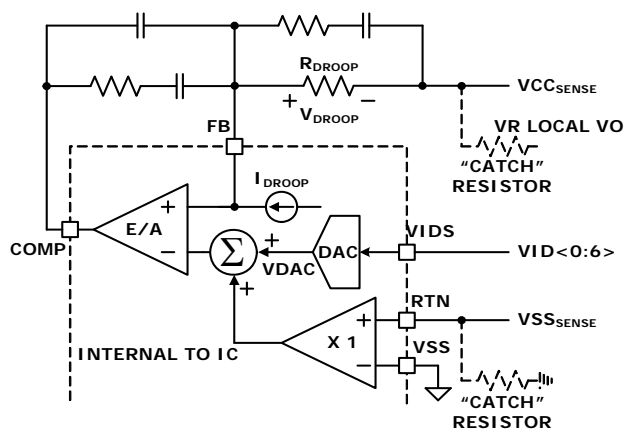 RDROOP
+ VDROOP −
VCCSENSE
FB
VR LOCAL VO
"CATCH"
RESISTOR
IDROOP
+
E/A
−
COMP
Σ
+
VDAC
+
DAC
VIDS
VID<0:6>
RTN
+
VSSSENSE
X 1
VSS
−
INTERNAL TO IC
"CATCH"
RESISTOR